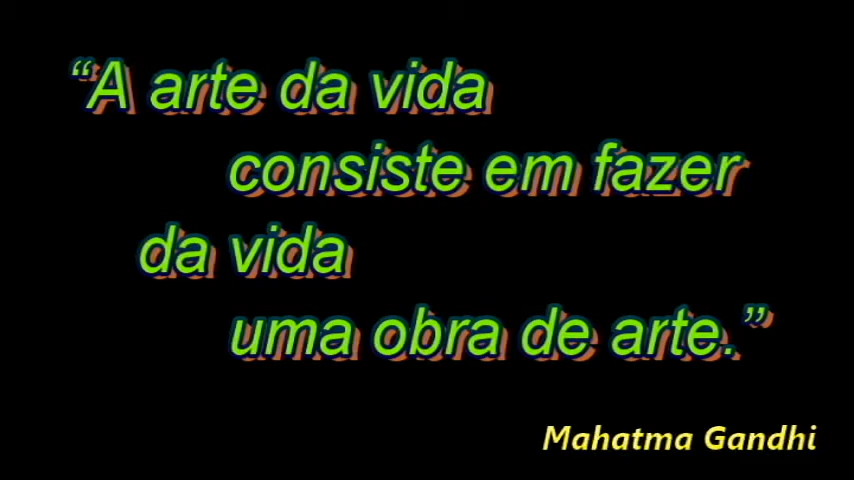 “A arte da vida
consiste em fazer
da vida
uma obra de arte.”
Mahatma Gandhi